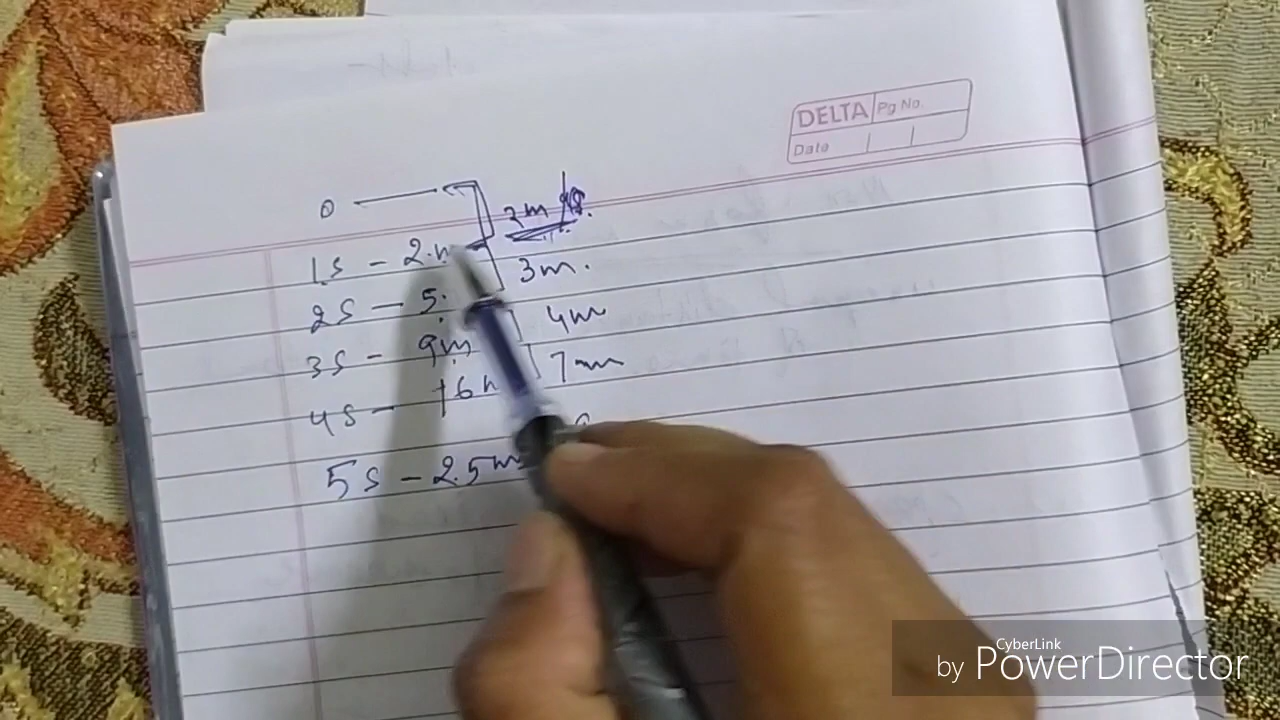 DELTA Pg No.
Date
0
1s - 2.m 2m
2s - 5. 3m.
3s - 9m 4m
4s - 16 7m
5s - 25m
CyberLink
by PowerDirector